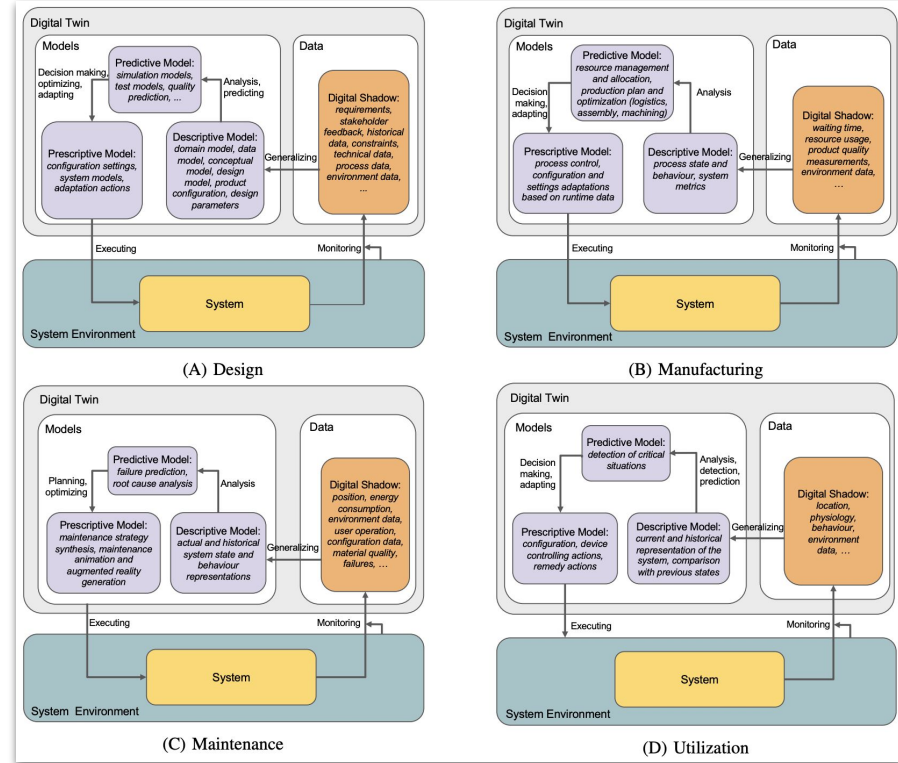 Digital Twin
Models
Data
Predictive Model:
simulation models,
test models, quality
prediction, ...
Decision making,
optimizing,
adapting
Analysis,
predicting
Digital Shadow:
requirements,
stakeholder
feedback, historical
data, constraints,
technical data,
process data,
environment data,
...
Prescriptive Model:
configuration settings,
system models,
adaptation actions
Descriptive Model:
domain model, data
model, conceptual
model, design
model, product
configuration, design
parameters
Generalizing
Executing
Monitoring
System
System Environment
(A) Design
Digital Twin
Models
Data
Predictive Model:
resource management
and allocation,
production plan and
optimization (logistics,
assembly, machining)
Decision
making,
adapting
Analysis
Digital Shadow:
waiting time,
resource usage,
product quality
measurements,
environment data,
...
Prescriptive Model:
process control,
configuration and
settings adaptations
based on runtime data
Descriptive Model:
process state and
behaviour, system
metrics
Generalizing
Executing
Monitoring
System
System Environment
(B) Manufacturing
Digital Twin
Models
Data
Predictive Model:
failure prediction,
root cause analysis
Planning,
optimizing
Analysis
Digital Shadow:
position, energy
consumption,
environment data,
user operation,
configuration data,
material quality,
failures, ...
Prescriptive Model:
maintenance strategy
synthesis, maintenance
animation and
augmented reality
generation
Descriptive Model:
actual and historical
system state and
behaviour
representations
Generalizing
Executing
Monitoring
System
System Environment
(C) Maintenance
Digital Twin
Models
Data
Predictive Model:
detection of critical
situations
Decision
making,
adapting
Analysis,
detection,
prediction
Digital Shadow:
location,
physiology,
behaviour,
environment
data, ...
Prescriptive Model:
configuration, device
controlling actions,
remedy actions
Descriptive Model:
current and historical
representation of the
system, comparison
with previous states
Generalizing
Executing
Monitoring
System
System Environment
(D) Utilization